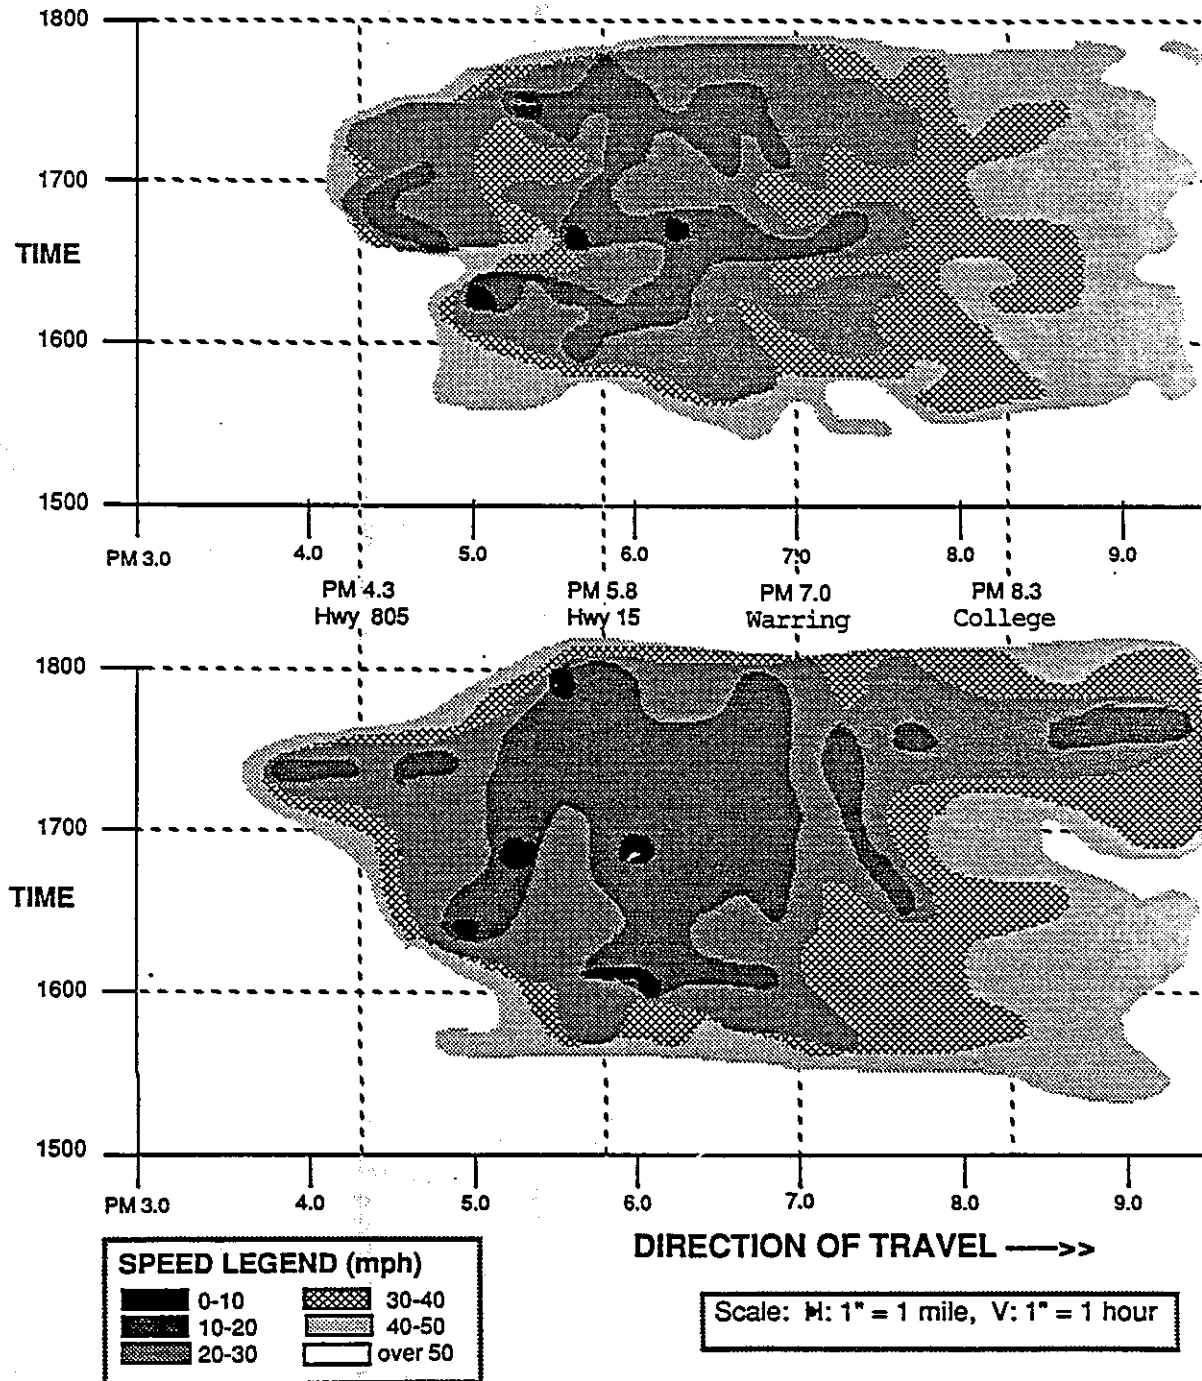 1800
1700
TIME
1600
1500
PM 3.0 4.0 5.0 6.0 7.0 8.0 9.0
PM 4.3 PM 5.8 PM 7.0 PM 8.3
Hwy 805 Hwy 15 Warring College
1800
1700
TIME
1600
1500
PM 3.0 4.0 5.0 6.0 7.0 8.0 9.0
DIRECTION OF TRAVEL —->>
SPEED LEGEND (mph)
0-10 30-40
10-20 40-50
20-30 over 50
Scale: H: 1" = 1 mile, V: 1" = 1 hour